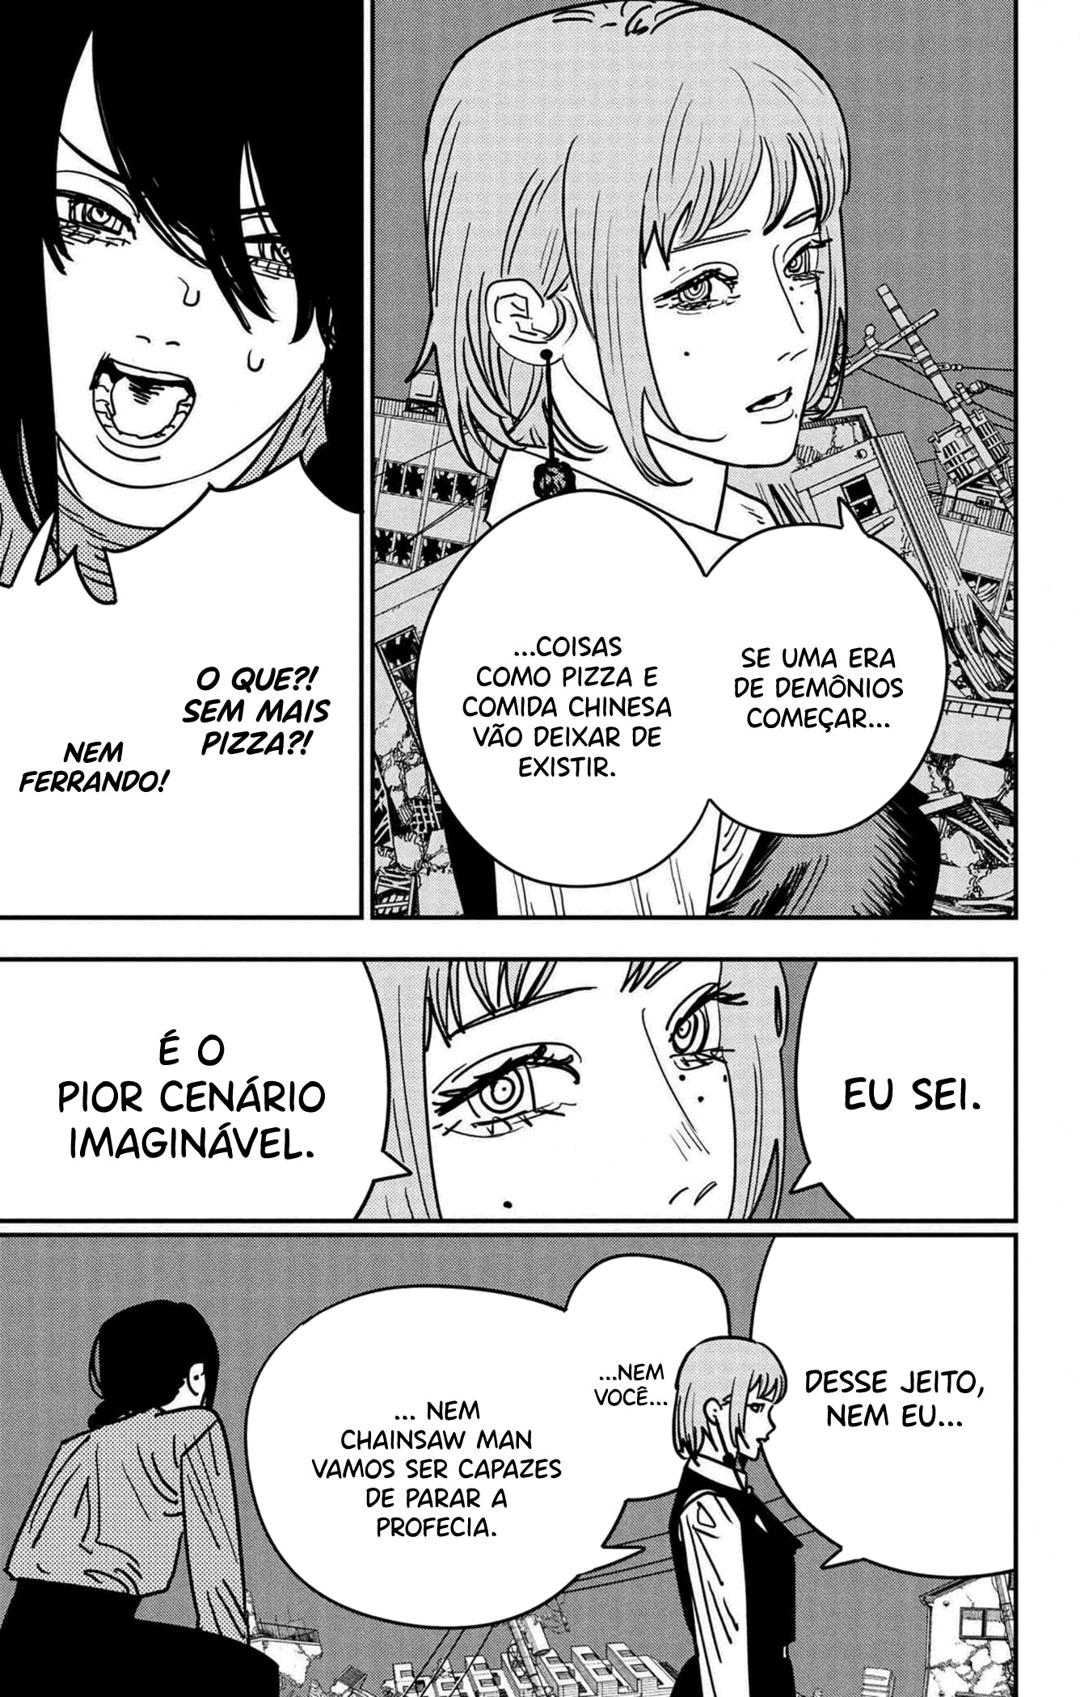 SE UMA ERA
DE DEMÔNIOS
COMEÇAR...
...COISAS
COMO PIZZA E
COMIDA CHINESA
VÃO DEIXAR DE
EXISTIR.
O QUE?!
SEM MAIS
PIZZA?!
NEM
FERRANDO!
EU SEI.
É O
PIOR CENÁRIO
IMAGINÁVEL.
DESSE JEITO,
NEM EU...
...NEM
VOCÊ...
... NEM
CHAINSAW MAN
VAMOS SER CAPAZES
DE PARAR A
PROFECIA.